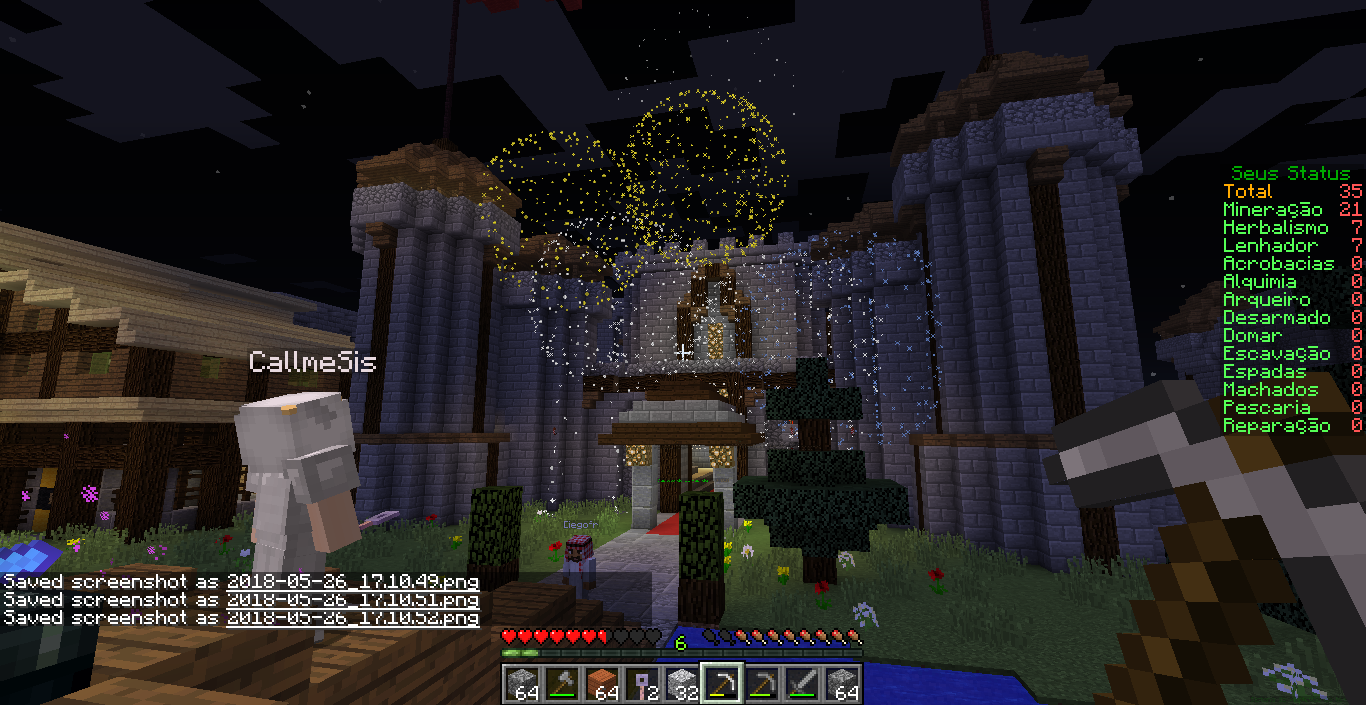 Seus Status
Total 35
Mineração 21
Herbalismo 7
Lenhador 7
Acrobacias 0
Alquimia 0
Arqueiro 0
Desarmado 0
Domar 0
Escavação 0
Espadas 0
Machados 0
Pescaria 0
Reparação 0
CallmeSis
Diegofr
Saved screenshot as 2018-05-26_17.10.49.png
Saved screenshot as 2018-05-26_17.10.51.png
Saved screenshot as 2018-05-26_17.10.52.png
6
64 64 2 32 64